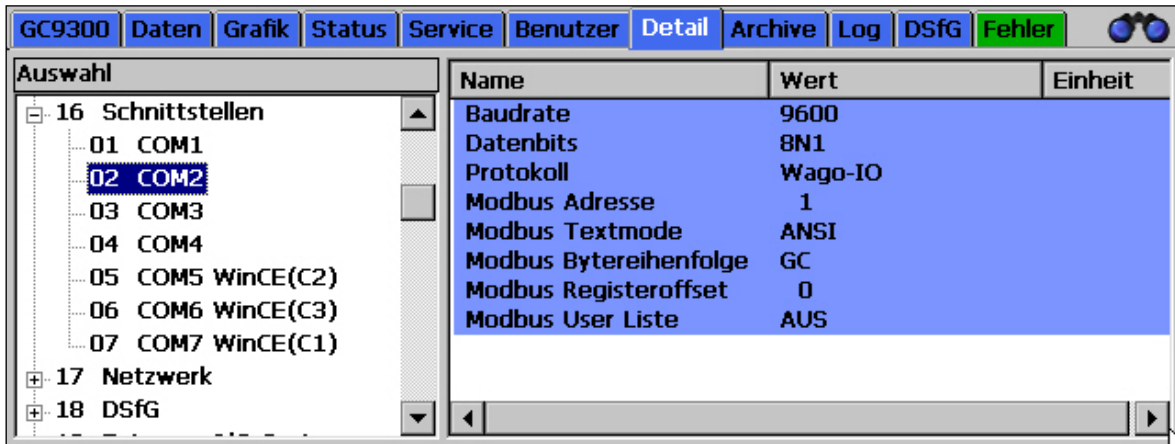 GC9300 Daten Grafik Status Service Benutzer Detail Archive Log DSfG Fehler
Auswahl
16 Schnittstellen
01 COM1
02 COM2
03 COM3
04 COM4
05 COM5 WinCE(C2)
06 COM6 WinCE(C3)
07 COM7 WinCE(C1)
17 Netzwerk
18 DSfG
Name Wert Einheit
Baudrate 9600
Datenbits 8N1
Protokoll Wago-IO
Modbus Adresse 1
Modbus Textmode ANSI
Modbus Bytereihenfolge GC
Modbus Registeroffset 0
Modbus User Liste AUS